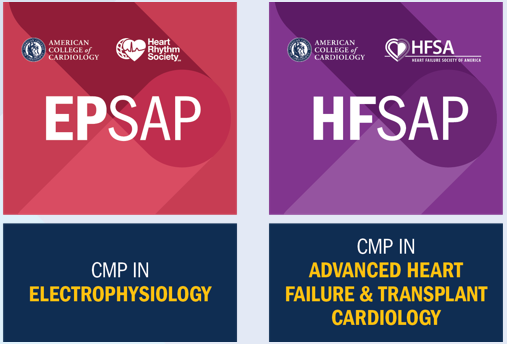 AMERICAN
COLLEGE of
CARDIOLOGY
Heart
Rhythm
Society
EPSAP
CMP IN
ELECTROPHYSIOLOGY
AMERICAN
COLLEGE of
CARDIOLOGY
HFSA
HEART FAILURE SOCIETY OF AMERICA
HFSAP
CMP IN
ADVANCED HEART
FAILURE & TRANSPLANT
CARDIOLOGY